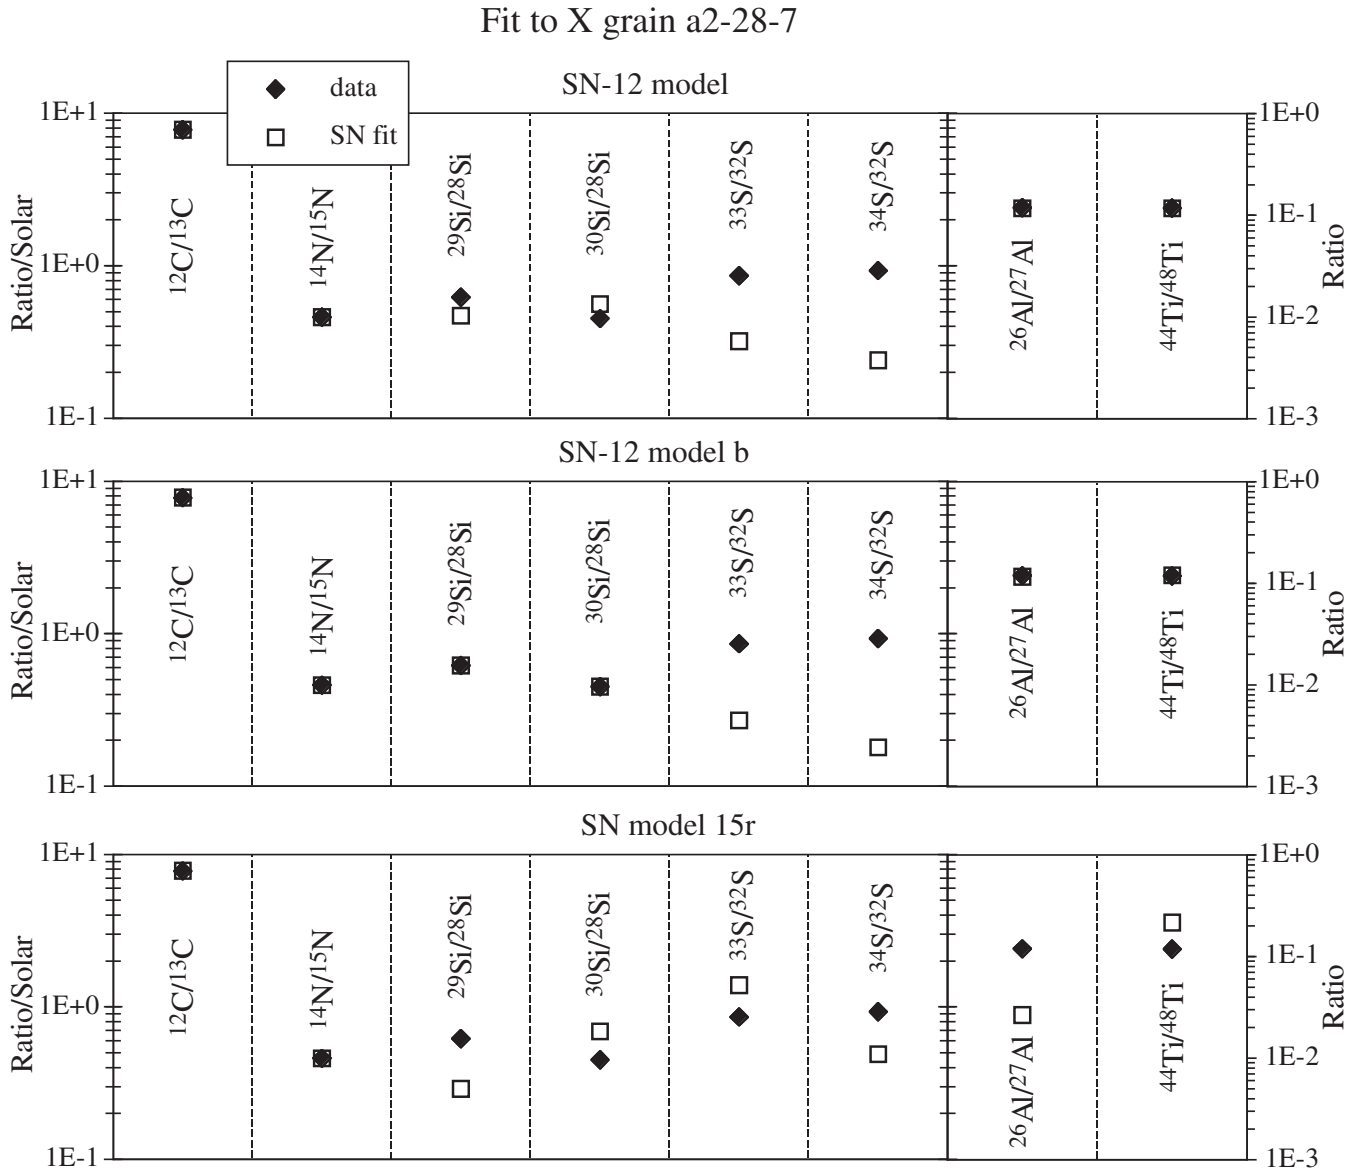 Fit to X grain a2-28-7
data
SN fit
SN-12 model
1E+1
1E+0
1E-1
Ratio/Solar
¹²C/¹³C
¹⁴N/¹⁵N
²⁹Si/²⁸Si
³⁰Si/²⁸Si
³³S/³²S
³⁴S/³²S
²⁶Al/²⁷Al
⁴⁴Ti/⁴⁸Ti
1E+0
1E-1
1E-2
1E-3
Ratio
SN-12 model b
1E+1
1E+0
1E-1
Ratio/Solar
¹²C/¹³C
¹⁴N/¹⁵N
²⁹Si/²⁸Si
³⁰Si/²⁸Si
³³S/³²S
³⁴S/³²S
²⁶Al/²⁷Al
⁴⁴Ti/⁴⁸Ti
1E+0
1E-1
1E-2
1E-3
Ratio
SN model 15r
1E+1
1E+0
1E-1
Ratio/Solar
¹²C/¹³C
¹⁴N/¹⁵N
²⁹Si/²⁸Si
³⁰Si/²⁸Si
³³S/³²S
³⁴S/³²S
²⁶Al/²⁷Al
⁴⁴Ti/⁴⁸Ti
1E+0
1E-1
1E-2
1E-3
Ratio